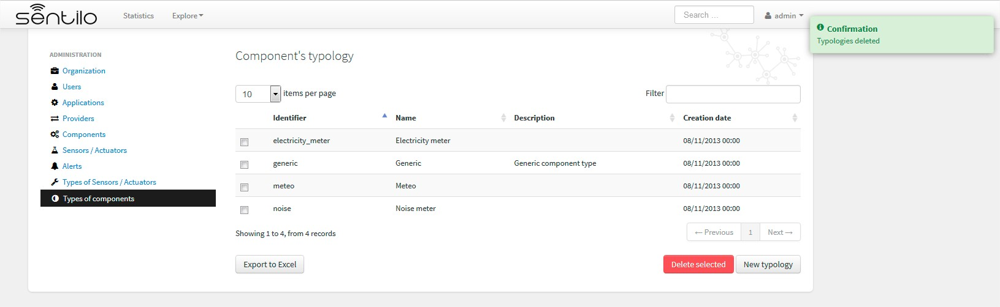 sentilo Statistics Explore Search ... admin
Confirmation
Typologies deleted
ADMINISTRATION
Organization
Users
Applications
Providers
Components
Sensors / Actuators
Alerts
Types of Sensors / Actuators
Types of components
Component's typology
10 items per page Filter
Identifier Name Description Creation date
electricity_meter Electricity meter 08/11/2013 00:00
generic Generic Generic component type 08/11/2013 00:00
meteo Meteo 08/11/2013 00:00
noise Noise meter 08/11/2013 00:00
Showing 1 to 4, from 4 records ← Previous 1 Next →
Export to Excel Delete selected New typology